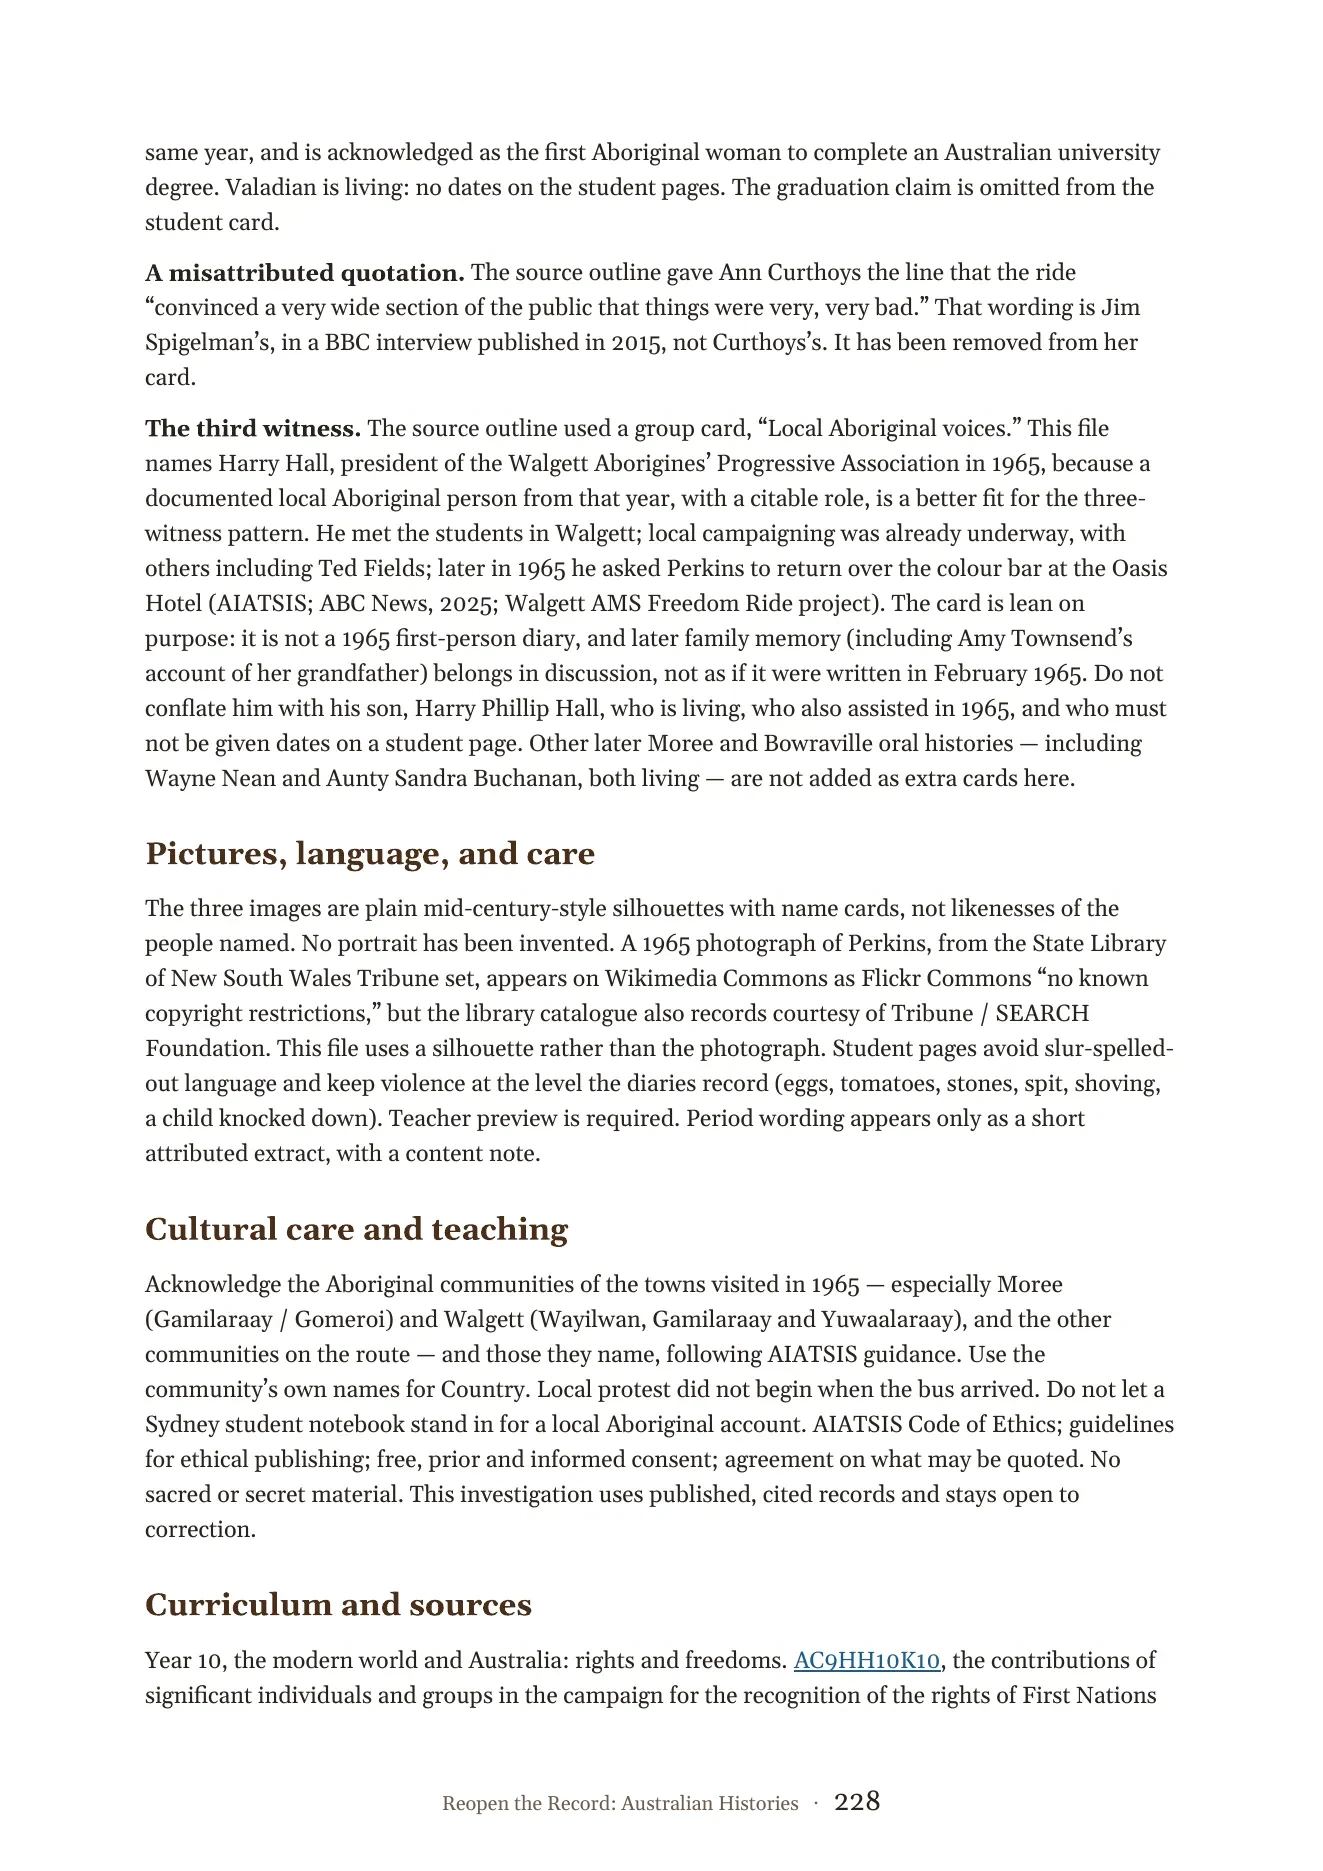 same year, and is acknowledged as the first Aboriginal woman to complete an Australian university
degree. Valadian is living: no dates on the student pages. The graduation claim is omitted from the
student card.
A misattributed quotation. The source outline gave Ann Curthoys the line that the ride
“convinced a very wide section of the public that things were very, very bad.” That wording is Jim
Spigelman’s, in a BBC interview published in 2015, not Curthoys’s. It has been removed from her
card.
The third witness. The source outline used a group card, “Local Aboriginal voices.” This file
names Harry Hall, president of the Walgett Aborigines’ Progressive Association in 1965, because a
documented local Aboriginal person from that year, with a citable role, is a better fit for the three-
witness pattern. He met the students in Walgett; local campaigning was already underway, with
others including Ted Fields; later in 1965 he asked Perkins to return over the colour bar at the Oasis
Hotel (AIATSIS; ABC News, 2025; Walgett AMS Freedom Ride project). The card is lean on
purpose: it is not a 1965 first-person diary, and later family memory (including Amy Townsend’s
account of her grandfather) belongs in discussion, not as if it were written in February 1965. Do not
conflate him with his son, Harry Phillip Hall, who is living, who also assisted in 1965, and who must
not be given dates on a student page. Other later Moree and Bowraville oral histories — including
Wayne Nean and Aunty Sandra Buchanan, both living — are not added as extra cards here.
Pictures, language, and care
The three images are plain mid-century-style silhouettes with name cards, not likenesses of the
people named. No portrait has been invented. A 1965 photograph of Perkins, from the State Library
of New South Wales Tribune set, appears on Wikimedia Commons as Flickr Commons “no known
copyright restrictions,” but the library catalogue also records courtesy of Tribune / SEARCH
Foundation. This file uses a silhouette rather than the photograph. Student pages avoid slur-spelled-
out language and keep violence at the level the diaries record (eggs, tomatoes, stones, spit, shoving,
a child knocked down). Teacher preview is required. Period wording appears only as a short
attributed extract, with a content note.
Cultural care and teaching
Acknowledge the Aboriginal communities of the towns visited in 1965 — especially Moree
(Gamilaraay / Gomeroi) and Walgett (Wayilwan, Gamilaraay and Yuwaalaraay), and the other
communities on the route — and those they name, following AIATSIS guidance. Use the
community’s own names for Country. Local protest did not begin when the bus arrived. Do not let a
Sydney student notebook stand in for a local Aboriginal account. AIATSIS Code of Ethics; guidelines
for ethical publishing; free, prior and informed consent; agreement on what may be quoted. No
sacred or secret material. This investigation uses published, cited records and stays open to
correction.
Curriculum and sources
Year 10, the modern world and Australia: rights and freedoms. AC9HH10K10, the contributions of
significant individuals and groups in the campaign for the recognition of the rights of First Nations
Reopen the Record: Australian Histories · 228